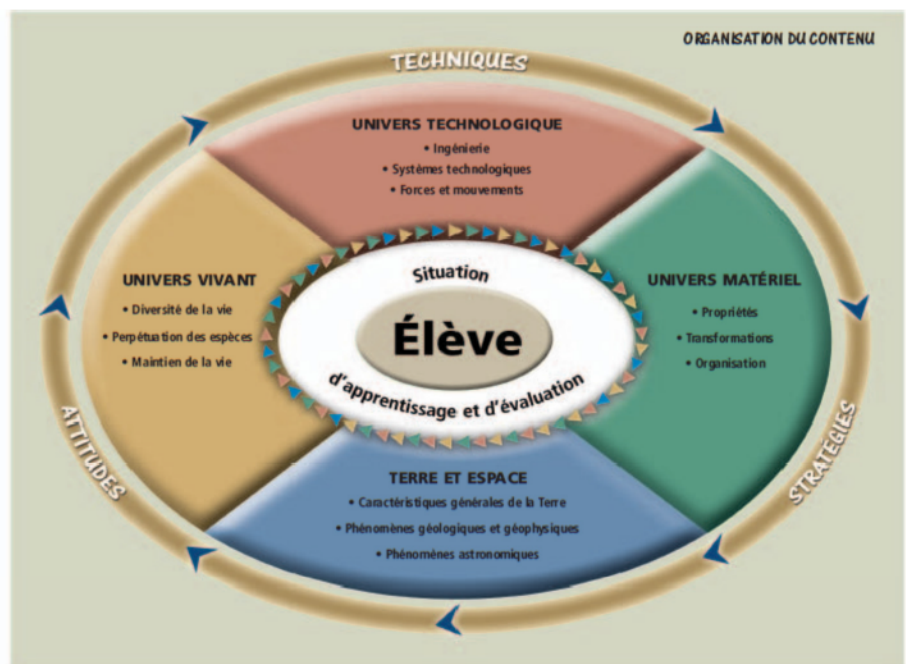 ORGANISATION DU CONTENU
TECHNIQUES
UNIVERS TECHNOLOGIQUE
• Ingénierie
• Systèmes technologiques
• Forces et mouvements
UNIVERS VIVANT
• Diversité de la vie
• Perpétuation des espèces
• Maintien de la vie
Situation
Élève
d'apprentissage et d'évaluation
UNIVERS MATÉRIEL
• Propriétés
• Transformations
• Organisation
ATTITUDES
STRATÉGIES
TERRE ET ESPACE
• Caractéristiques générales de la Terre
• Phénomènes géologiques et géophysiques
• Phénomènes astronomiques